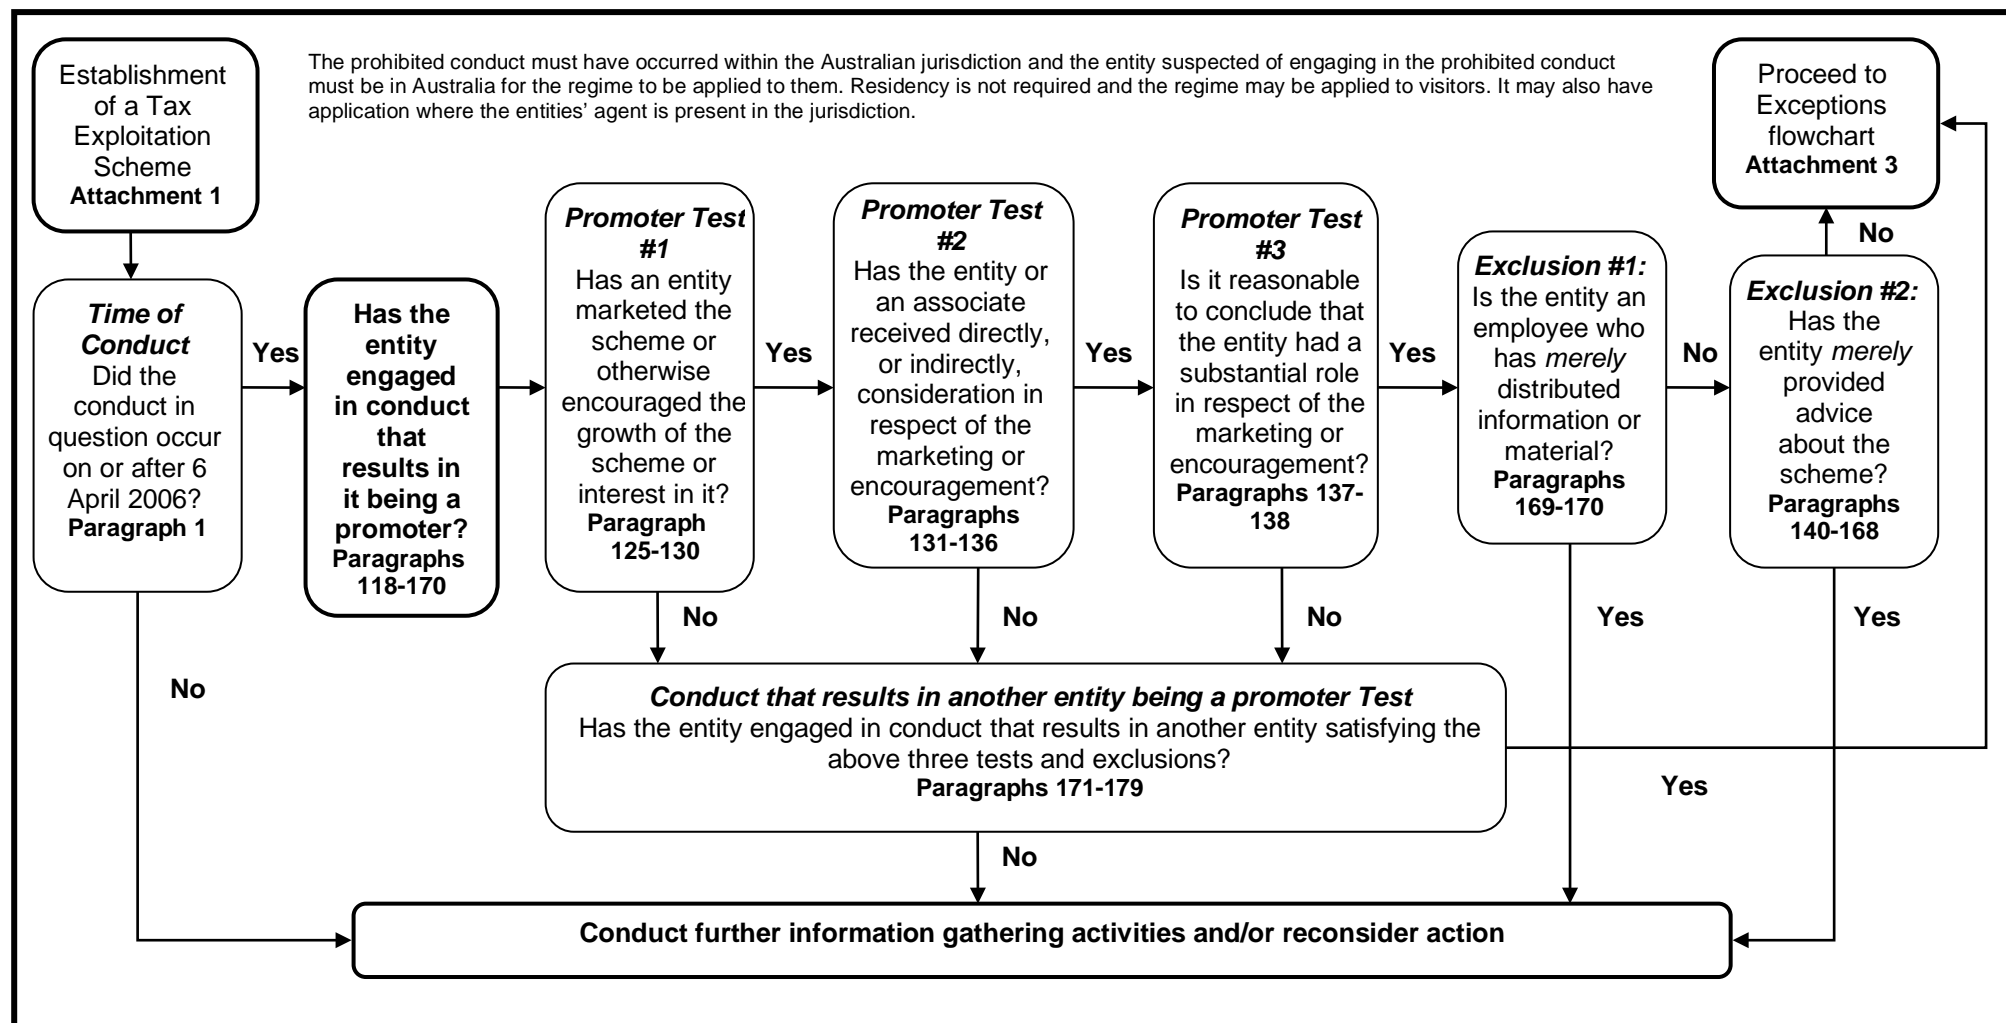 Establishment
of a Tax
Exploitation
Scheme
Attachment 1
The prohibited conduct must have occurred within the Australian jurisdiction and the entity suspected of engaging in the prohibited conduct
must be in Australia for the regime to be applied to them. Residency is not required and the regime may be applied to visitors. It may also have
application where the entities’ agent is present in the jurisdiction.
Proceed to
Exceptions
flowchart
Attachment 3
No
Time of
Conduct
Did the
conduct in
question occur
on or after 6
April 2006?
Paragraph 1
Yes
Has the
entity
engaged
in conduct
that
results in
it being a
promoter?
Paragraphs
118-170
Promoter Test
#1
Has an entity
marketed the
scheme or
otherwise
encouraged the
growth of the
scheme or
interest in it?
Paragraph
125-130
Yes
Promoter Test
#2
Has the entity or
an associate
received directly,
or indirectly,
consideration in
respect of the
marketing or
encouragement?
Paragraphs
131-136
Yes
Promoter Test
#3
Is it reasonable
to conclude that
the entity had a
substantial role
in respect of the
marketing or
encouragement?
Paragraphs 137-
138
Yes
Exclusion #1:
Is the entity an
employee who
has merely
distributed
information or
material?
Paragraphs
169-170
No
Exclusion #2:
Has the
entity merely
provided
advice
about the
scheme?
Paragraphs
140-168
No
No
No
No
Yes
Yes
Conduct that results in another entity being a promoter Test
Has the entity engaged in conduct that results in another entity satisfying the
above three tests and exclusions?
Paragraphs 171-179
Yes
No
Conduct further information gathering activities and/or reconsider action